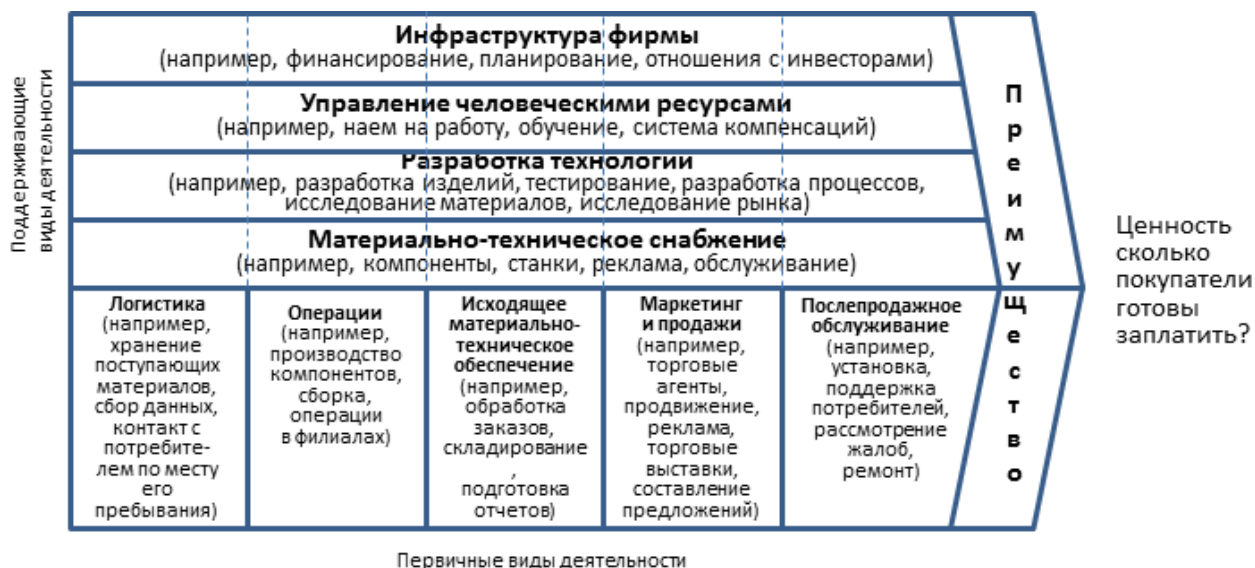 Поддерживающие
виды деятельности
Инфраструктура фирмы
(например, финансирование, планирование, отношения с инвесторами)
Управление человеческими ресурсами
(например, наем на работу, обучение, система компенсаций)
Разработка технологии
(например, разработка изделий, тестирование, разработка процессов,
исследование материалов, исследование рынка)
Материально-техническое снабжение
(например, компоненты, станки, реклама, обслуживание)
Логистика
(например,
хранение
поступающих
материалов,
сбор данных,
контакт с
потребите-
лем по месту
его
пребывания)
Операции
(например,
производство
компонентов,
сборка,
операции
в филиалах)
Исходящее
материально-
техническое
обеспечение
(например,
обработка
заказов,
складирование
,
подготовка
отчетов)
Маркетинг
и продажи
(например,
торговые
агенты,
продвижение,
реклама,
торговые
выставки,
составление
предложений)
Послепродажное
обслуживание
(например,
установка,
поддержка
потребителей,
рассмотрение
жалоб,
ремонт)
Преимущество
Ценность
сколько
покупатели
готовы
заплатить?
Первичные виды деятельности